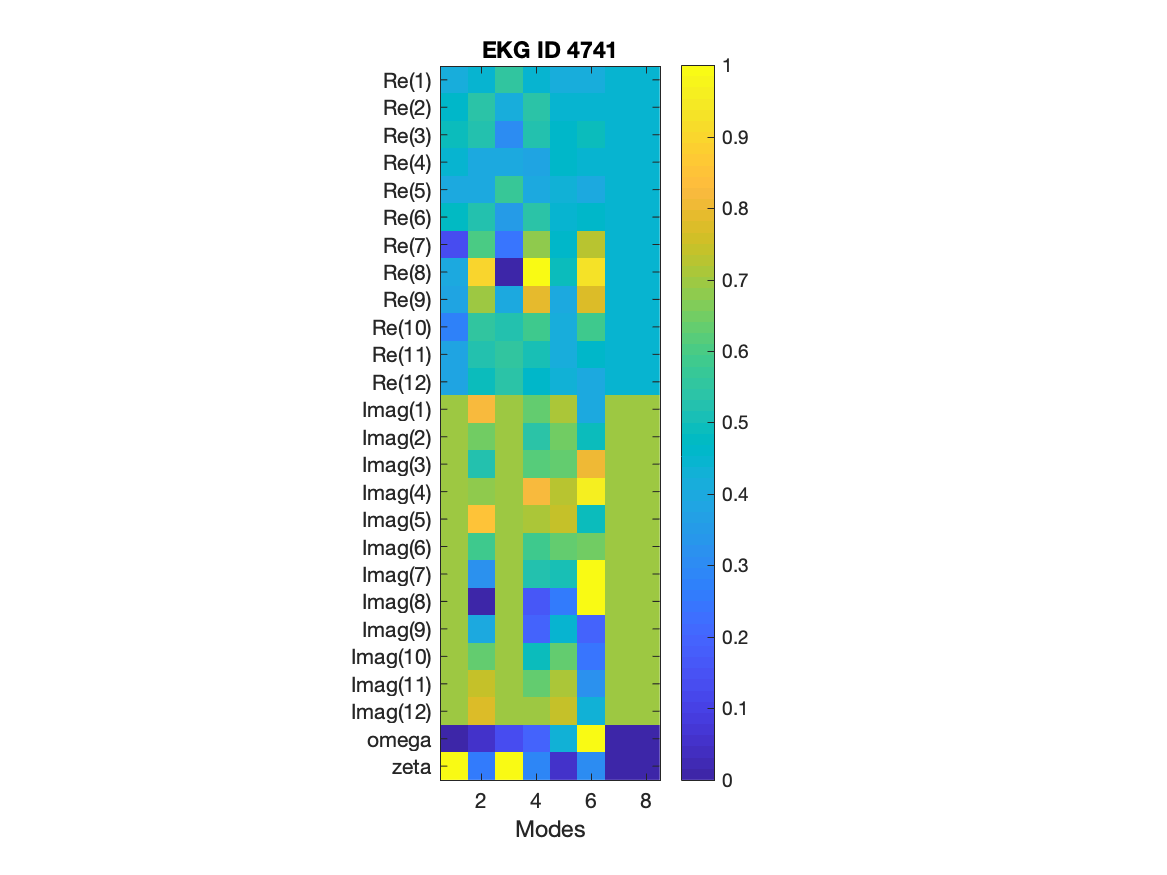 EKG ID 4741
Re(1)
Re(2)
Re(3)
Re(4)
Re(5)
Re(6)
Re(7)
Re(8)
Re(9)
Re(10)
Re(11)
Re(12)
Imag(1)
Imag(2)
Imag(3)
Imag(4)
Imag(5)
Imag(6)
Imag(7)
Imag(8)
Imag(9)
Imag(10)
Imag(11)
Imag(12)
omega
zeta
2 4 6 8
Modes
1
0.9
0.8
0.7
0.6
0.5
0.4
0.3
0.2
0.1
0